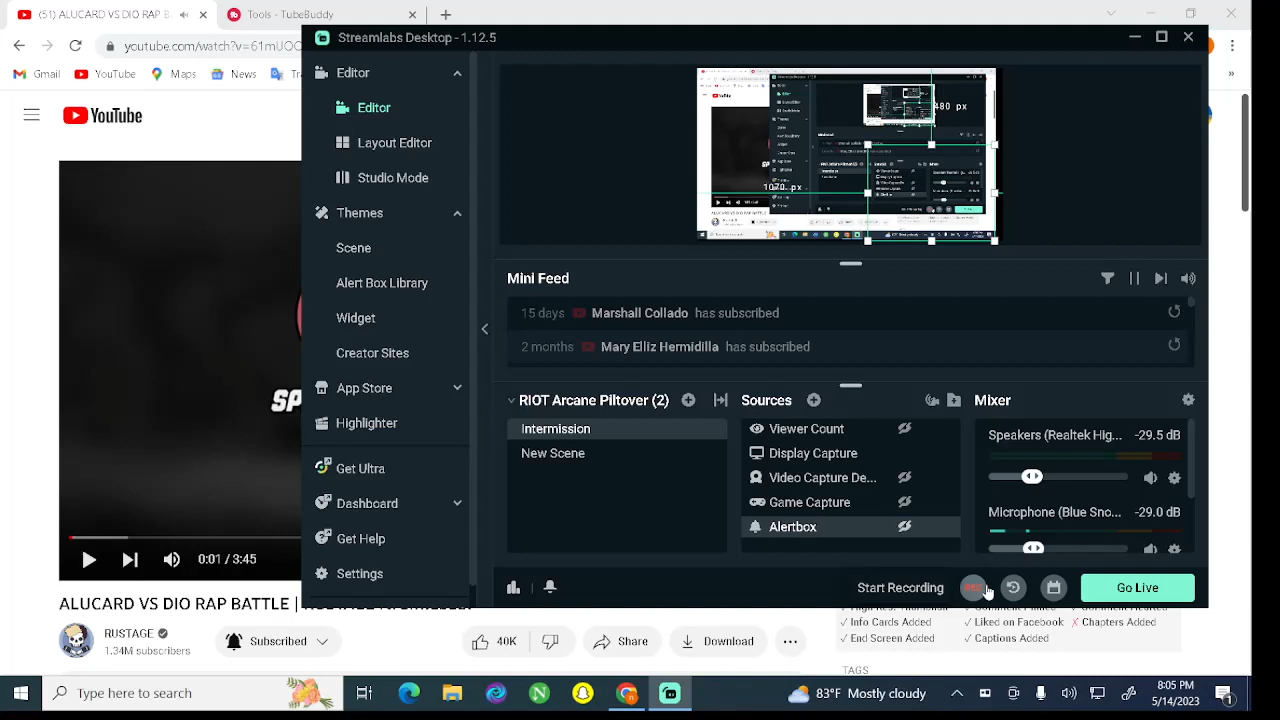 (51) ALUCARD VS DIO RAP B
Tools - TubeBuddy
youtube.com/watch?v=61mUOC
Gmail
YouTube
Maps
News
Streamlabs Desktop - 1.12.5
YouTube
Editor
Editor
Layout Editor
Studio Mode
Themes
Scene
Alert Box Library
Widget
Creator Sites
App Store
Highlighter
Get Ultra
Dashboard
Get Help
Settings
480 px
1070 px
Mini Feed
15 days Marshall Collado has subscribed
2 months Mary Elliz Hermidilla has subscribed
RIOT Arcane Piltover (2)
Intermission
New Scene
Sources
Viewer Count
Display Capture
Video Capture De...
Game Capture
Alertbox
Mixer
Speakers (Realtek Hig... -29.5 dB
Microphone (Blue Sno... -29.0 dB
Start Recording
REC
Go Live
SP
0:01 / 3:45
ALUCARD VS DIO RAP BATTLE |
RUSTAGE
1.34M subscribers
Subscribed
40K
Share
Download
✓ Info Cards Added
✓ Liked on Facebook
✗ Chapters Added
✓ End Screen Added
✓ Captions Added
TAGS
Type here to search
83°F Mostly cloudy
8:05 PM
5/14/2023
1